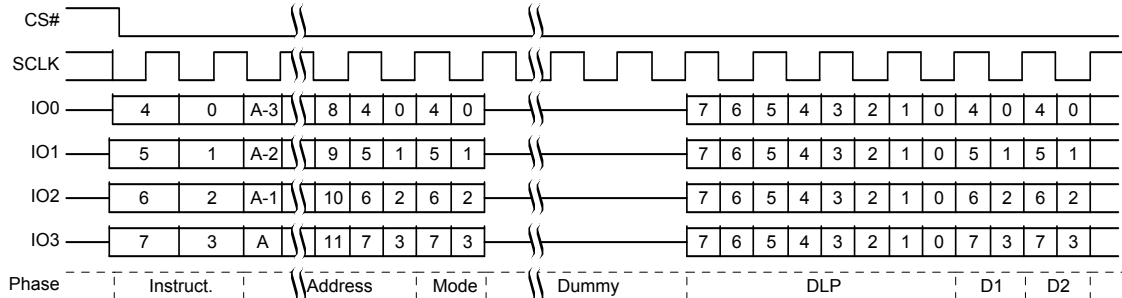 CS#
SCLK
IO0 4 0 A-3 8 4 0 4 0 7 6 5 4 3 2 1 0 4 0 4 0
IO1 5 1 A-2 9 5 1 5 1 7 6 5 4 3 2 1 0 5 1 5 1
IO2 6 2 A-1 10 6 2 6 2 7 6 5 4 3 2 1 0 6 2 6 2
IO3 7 3 A 11 7 3 7 3 7 6 5 4 3 2 1 0 7 3 7 3
Phase Instruct. Address Mode Dummy DLP D1 D2